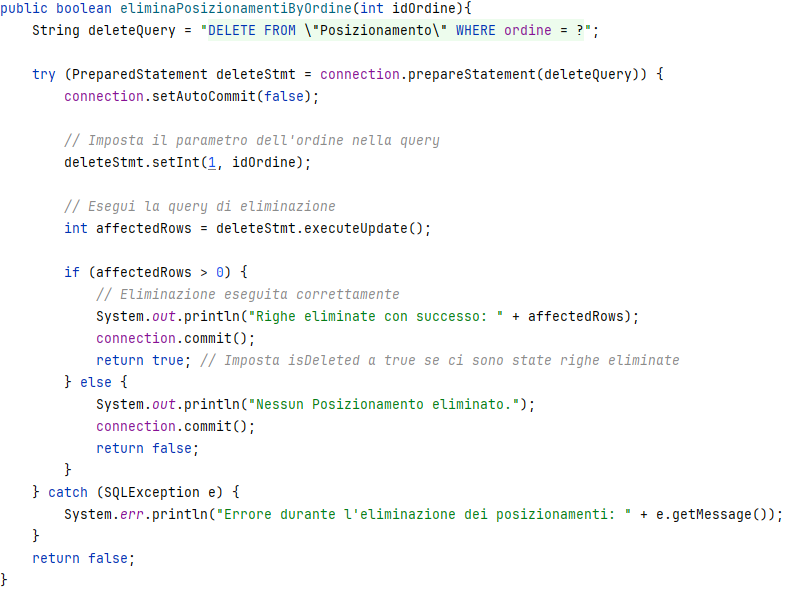 public boolean eliminaPosizionamentiByOrdine(int idOrdine){
    String deleteQuery = "DELETE FROM \"Posizionamento\" WHERE ordine = ?";

    try (PreparedStatement deleteStmt = connection.prepareStatement(deleteQuery)) {
        connection.setAutoCommit(false);

        // Imposta il parametro dell'ordine nella query
        deleteStmt.setInt(1, idOrdine);

        // Esegui la query di eliminazione
        int affectedRows = deleteStmt.executeUpdate();

        if (affectedRows > 0) {
            // Eliminazione eseguita correttamente
            System.out.println("Righe eliminate con successo: " + affectedRows);
            connection.commit();
            return true; // Imposta isDeleted a true se ci sono state righe eliminate
        } else {
            System.out.println("Nessun Posizionamento eliminato.");
            connection.commit();
            return false;
        }
    } catch (SQLException e) {
        System.err.println("Errore durante l'eliminazione dei posizionamenti: " + e.getMessage());
    }
    return false;
}